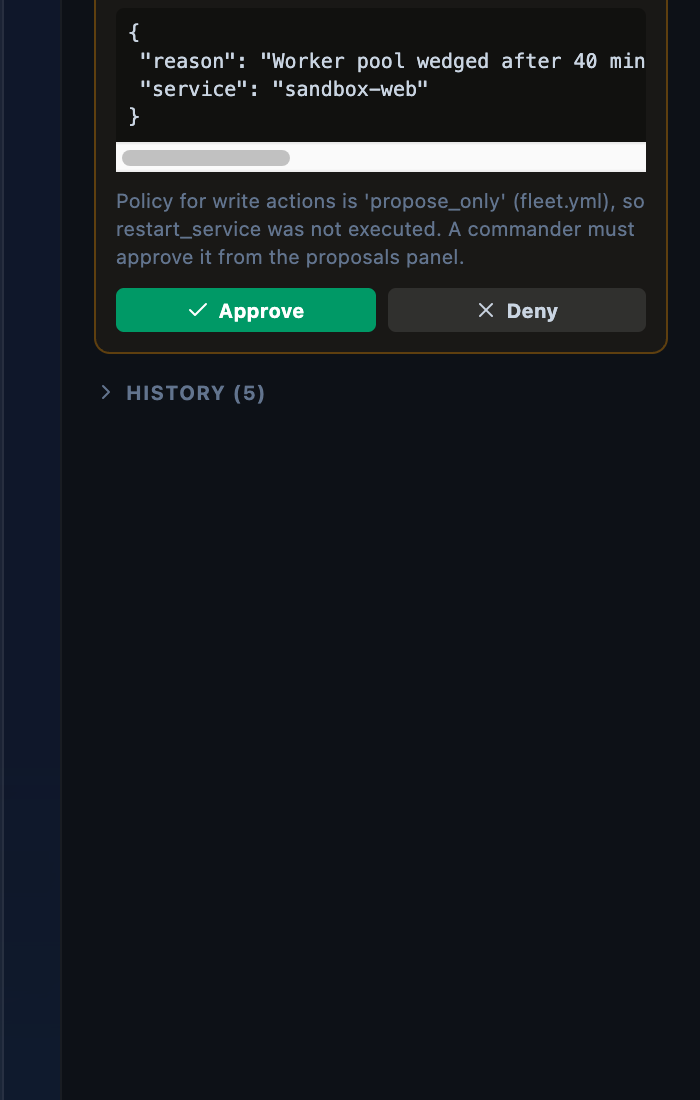 {
"reason": "Worker pool wedged after 40 min
"service": "sandbox-web"
}
Policy for write actions is 'propose_only' (fleet.yml), so
restart_service was not executed. A commander must
approve it from the proposals panel.
Approve
Deny
HISTORY (5)